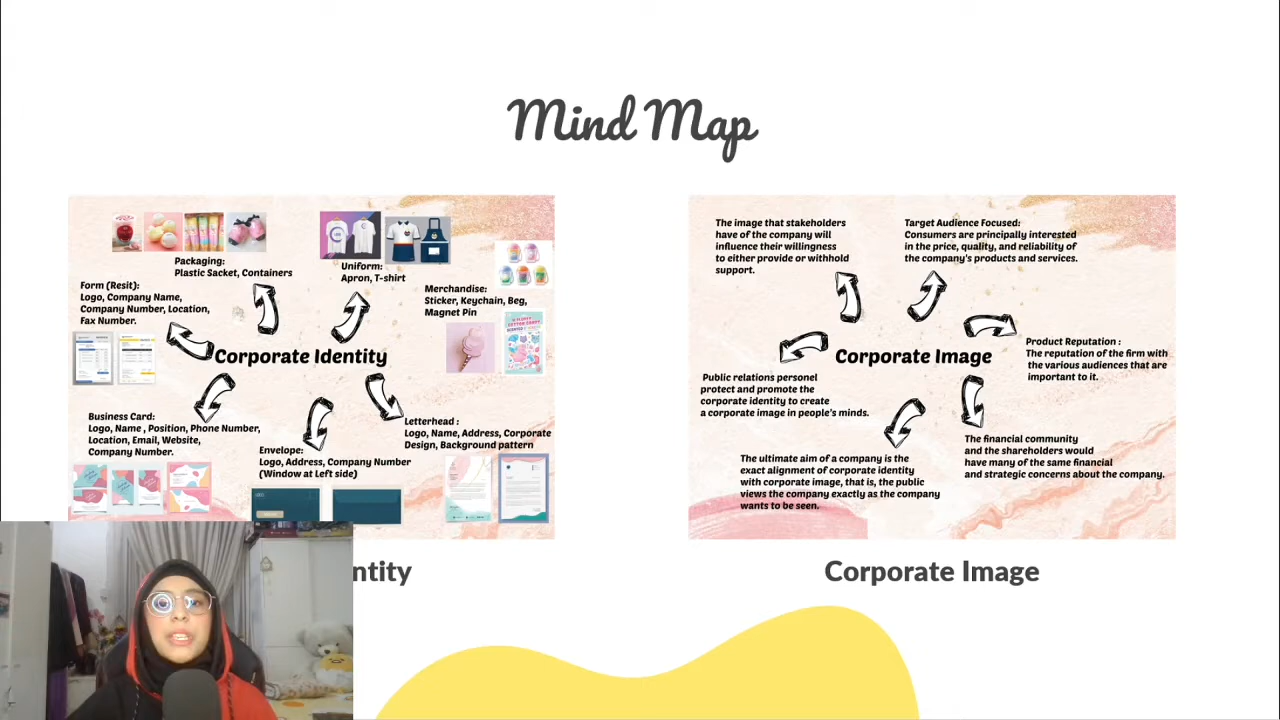 Mind Map
Packaging:
Plastic Sacket, Containers
Uniform:
Apron, T-shirt
Form (Resit):
Logo, Company Name,
Company Number, Location,
Fax Number.
Merchandise:
Sticker, Keychain, Beg,
Magnet Pin
Corporate Identity
Business Card:
Logo, Name , Position, Phone Number,
Location, Email, Website,
Company Number.
Envelope:
Logo, Address, Company Number
(Window at Left side)
Letterhead :
Logo, Name, Address, Corporate
Design, Background pattern
ntity
The image that stakeholders
have of the company will
influence their willingness
to either provide or withhold
support.
Target Audience Focused:
Consumers are principally interested
in the price, quality, and reliability of
the company's products and services.
Product Reputation :
The reputation of the firm with
the various audiences that are
important to it.
Corporate Image
Public relations personel
protect and promote the
corporate identity to create
a corporate image in people's minds.
The ultimate aim of a company is the
exact alignment of corporate identity
with corporate image, that is, the public
views the company exactly as the company
wants to be seen.
The financial community
and the shareholders would
have many of the same financial
and strategic concerns about the company.
Corporate Image